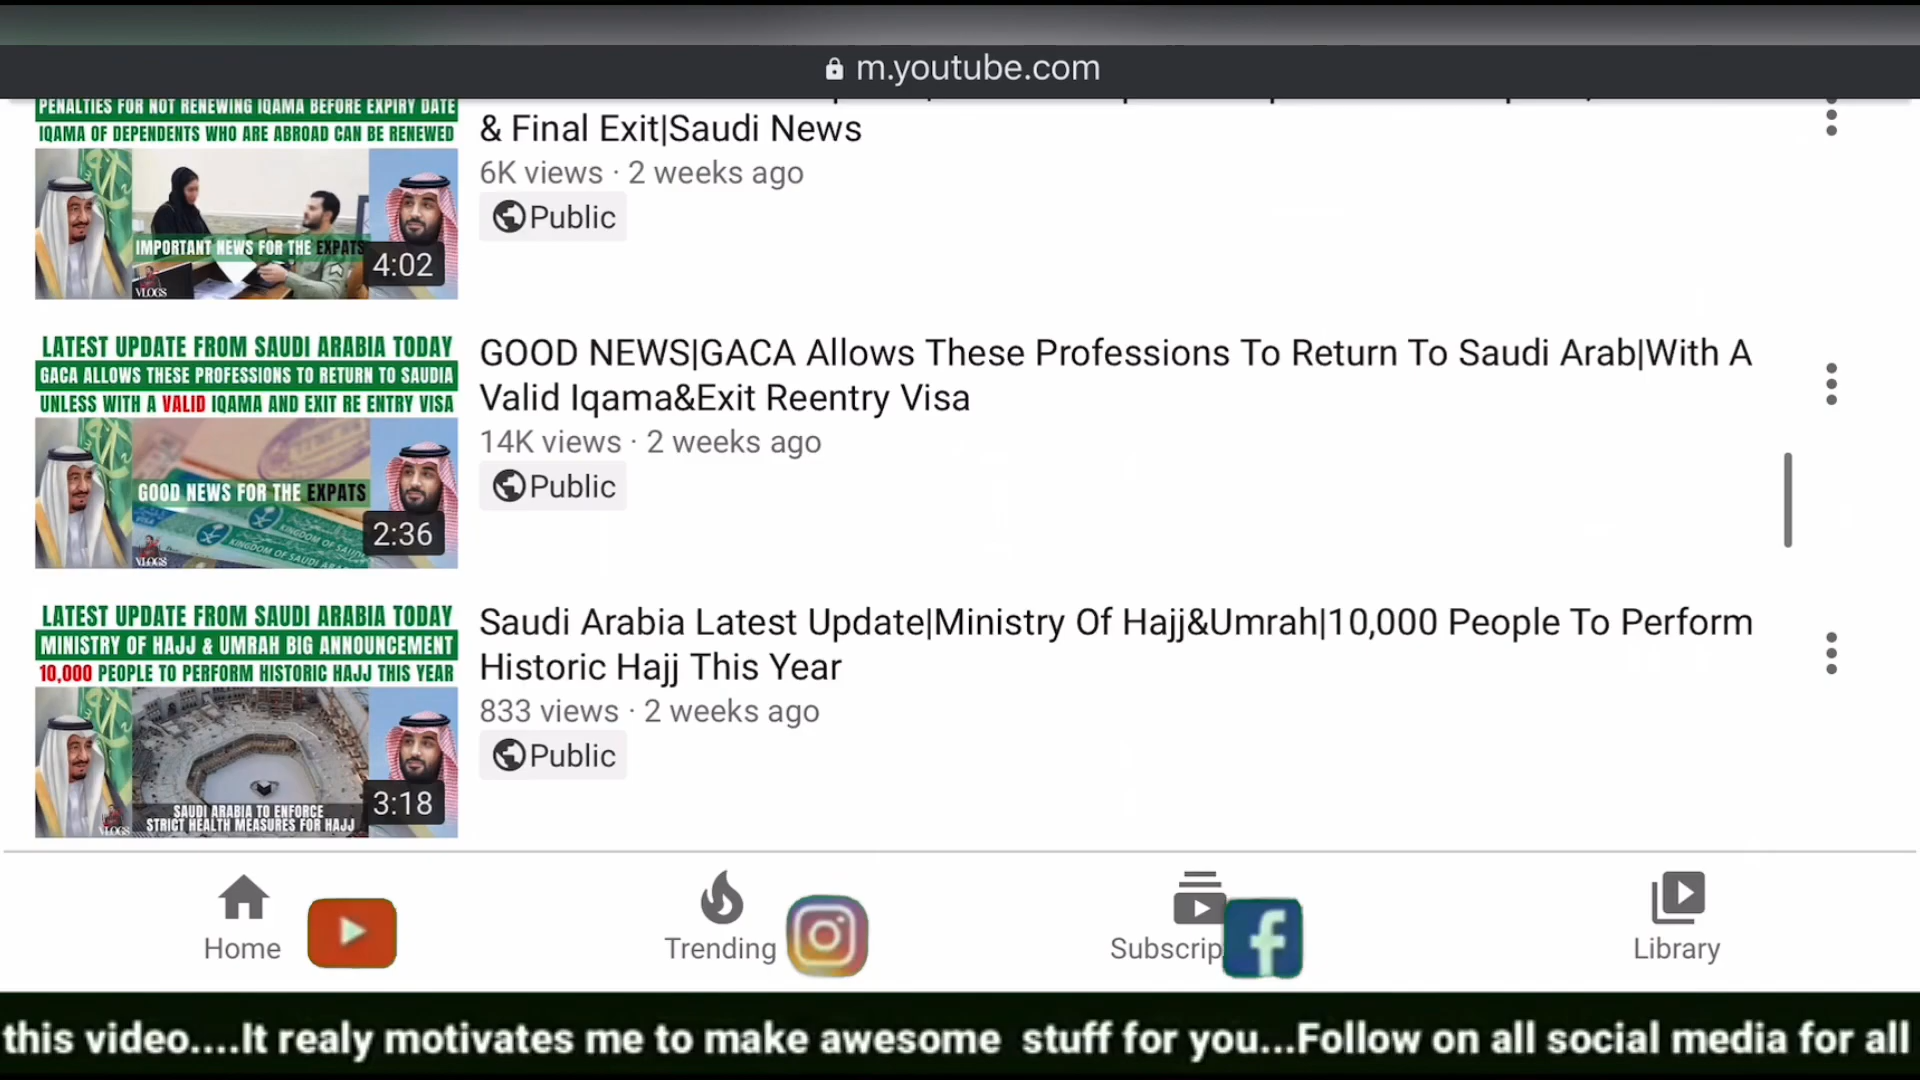 m.youtube.com
PENALTIES FOR NOT RENEWING IQAMA BEFORE EXPIRY DATE
IQAMA OF DEPENDENTS WHO ARE ABROAD CAN BE RENEWED
IMPORTANT NEWS FOR THE EXPATS
VLOGS
4:02
& Final Exit|Saudi News
6K views · 2 weeks ago
Public
LATEST UPDATE FROM SAUDI ARABIA TODAY
GACA ALLOWS THESE PROFESSIONS TO RETURN TO SAUDIA
UNLESS WITH A VALID IQAMA AND EXIT RE ENTRY VISA
GOOD NEWS FOR THE EXPATS
KINGDOM OF SAUDI ARAB
VLOGS
2:36
GOOD NEWS|GACA Allows These Professions To Return To Saudi Arab|With A
Valid Iqama&Exit Reentry Visa
14K views · 2 weeks ago
Public
LATEST UPDATE FROM SAUDI ARABIA TODAY
MINISTRY OF HAJJ & UMRAH BIG ANNOUNCEMENT
10,000 PEOPLE TO PERFORM HISTORIC HAJJ THIS YEAR
SAUDI ARABIA TO ENFORCE
STRICT HEALTH MEASURES FOR HAJJ
VLOGS
3:18
Saudi Arabia Latest Update|Ministry Of Hajj&Umrah|10,000 People To Perform
Historic Hajj This Year
833 views · 2 weeks ago
Public
Home
Trending
Subscrip
Library
this video....It realy motivates me to make awesome stuff for you...Follow on all social media for all